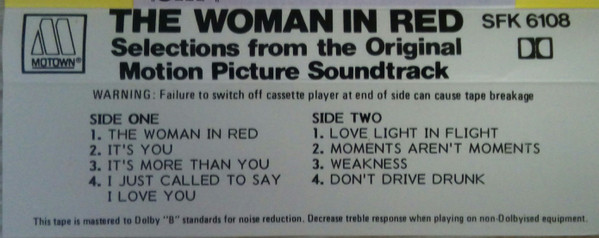 THE WOMAN IN RED SFK 6108
Selections from the Original
Motion Picture Soundtrack
MOTOWN®
WARNING: Failure to switch off cassette player at end of side can cause tape breakage
SIDE ONE
1. THE WOMAN IN RED
2. IT'S YOU
3. IT'S MORE THAN YOU
4. I JUST CALLED TO SAY
I LOVE YOU
SIDE TWO
1. LOVE LIGHT IN FLIGHT
2. MOMENTS AREN'T MOMENTS
3. WEAKNESS
4. DON'T DRIVE DRUNK
This tape is mastered to Dolby "B" standards for noise reduction. Decrease treble response when playing on non-Dolbyised equipment.